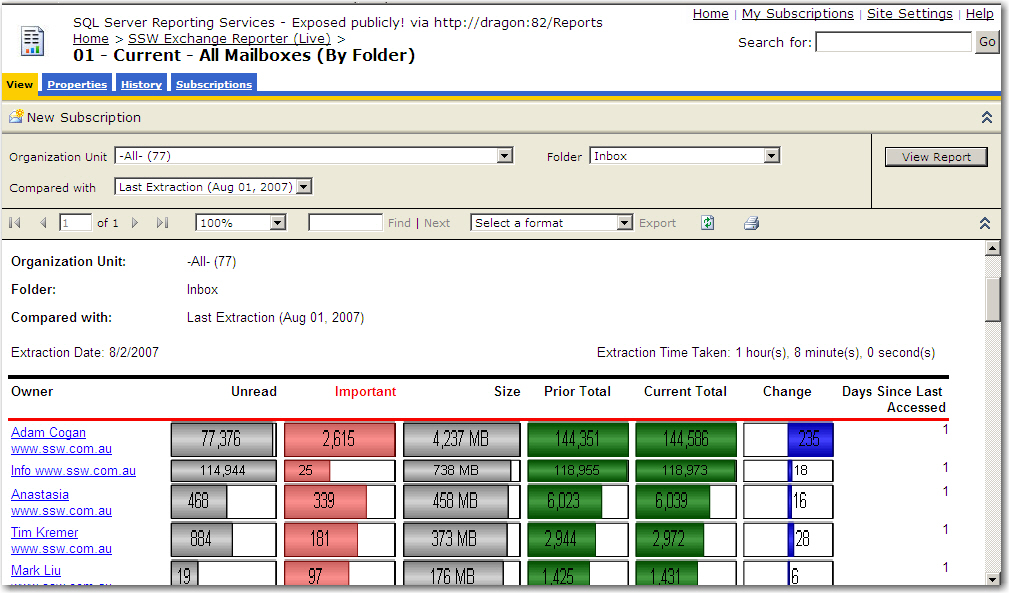 SQL Server Reporting Services - Exposed publicly! via http://dragon:82/Reports
Home | My Subscriptions | Site Settings | Help
Home > SSW Exchange Reporter (Live) >
Search for: Go
01 - Current - All Mailboxes (By Folder)
View Properties History Subscriptions
New Subscription
Organization Unit -All- (77) Folder Inbox View Report
Compared with Last Extraction (Aug 01, 2007)
1 of 1 100% Find | Next Select a format Export
Organization Unit: -All- (77)
Folder: Inbox
Compared with: Last Extraction (Aug 01, 2007)
Extraction Date: 8/2/2007 Extraction Time Taken: 1 hour(s), 8 minute(s), 0 second(s)
Owner Unread Important Size Prior Total Current Total Change Days Since Last
Accessed
Adam Cogan 77,376 2,615 4,237 MB 144,351 144,586 235 1
www.ssw.com.au
Info www.ssw.com.au 114,944 25 738 MB 118,955 118,973 18 1
Anastasia 468 339 458 MB 6,023 6,039 16 1
www.ssw.com.au
Tim Kremer 884 181 373 MB 2,944 2,972 28 1
www.ssw.com.au
Mark Liu 19 97 176 MB 1,425 1,431 6 1
www.ssw.com.au